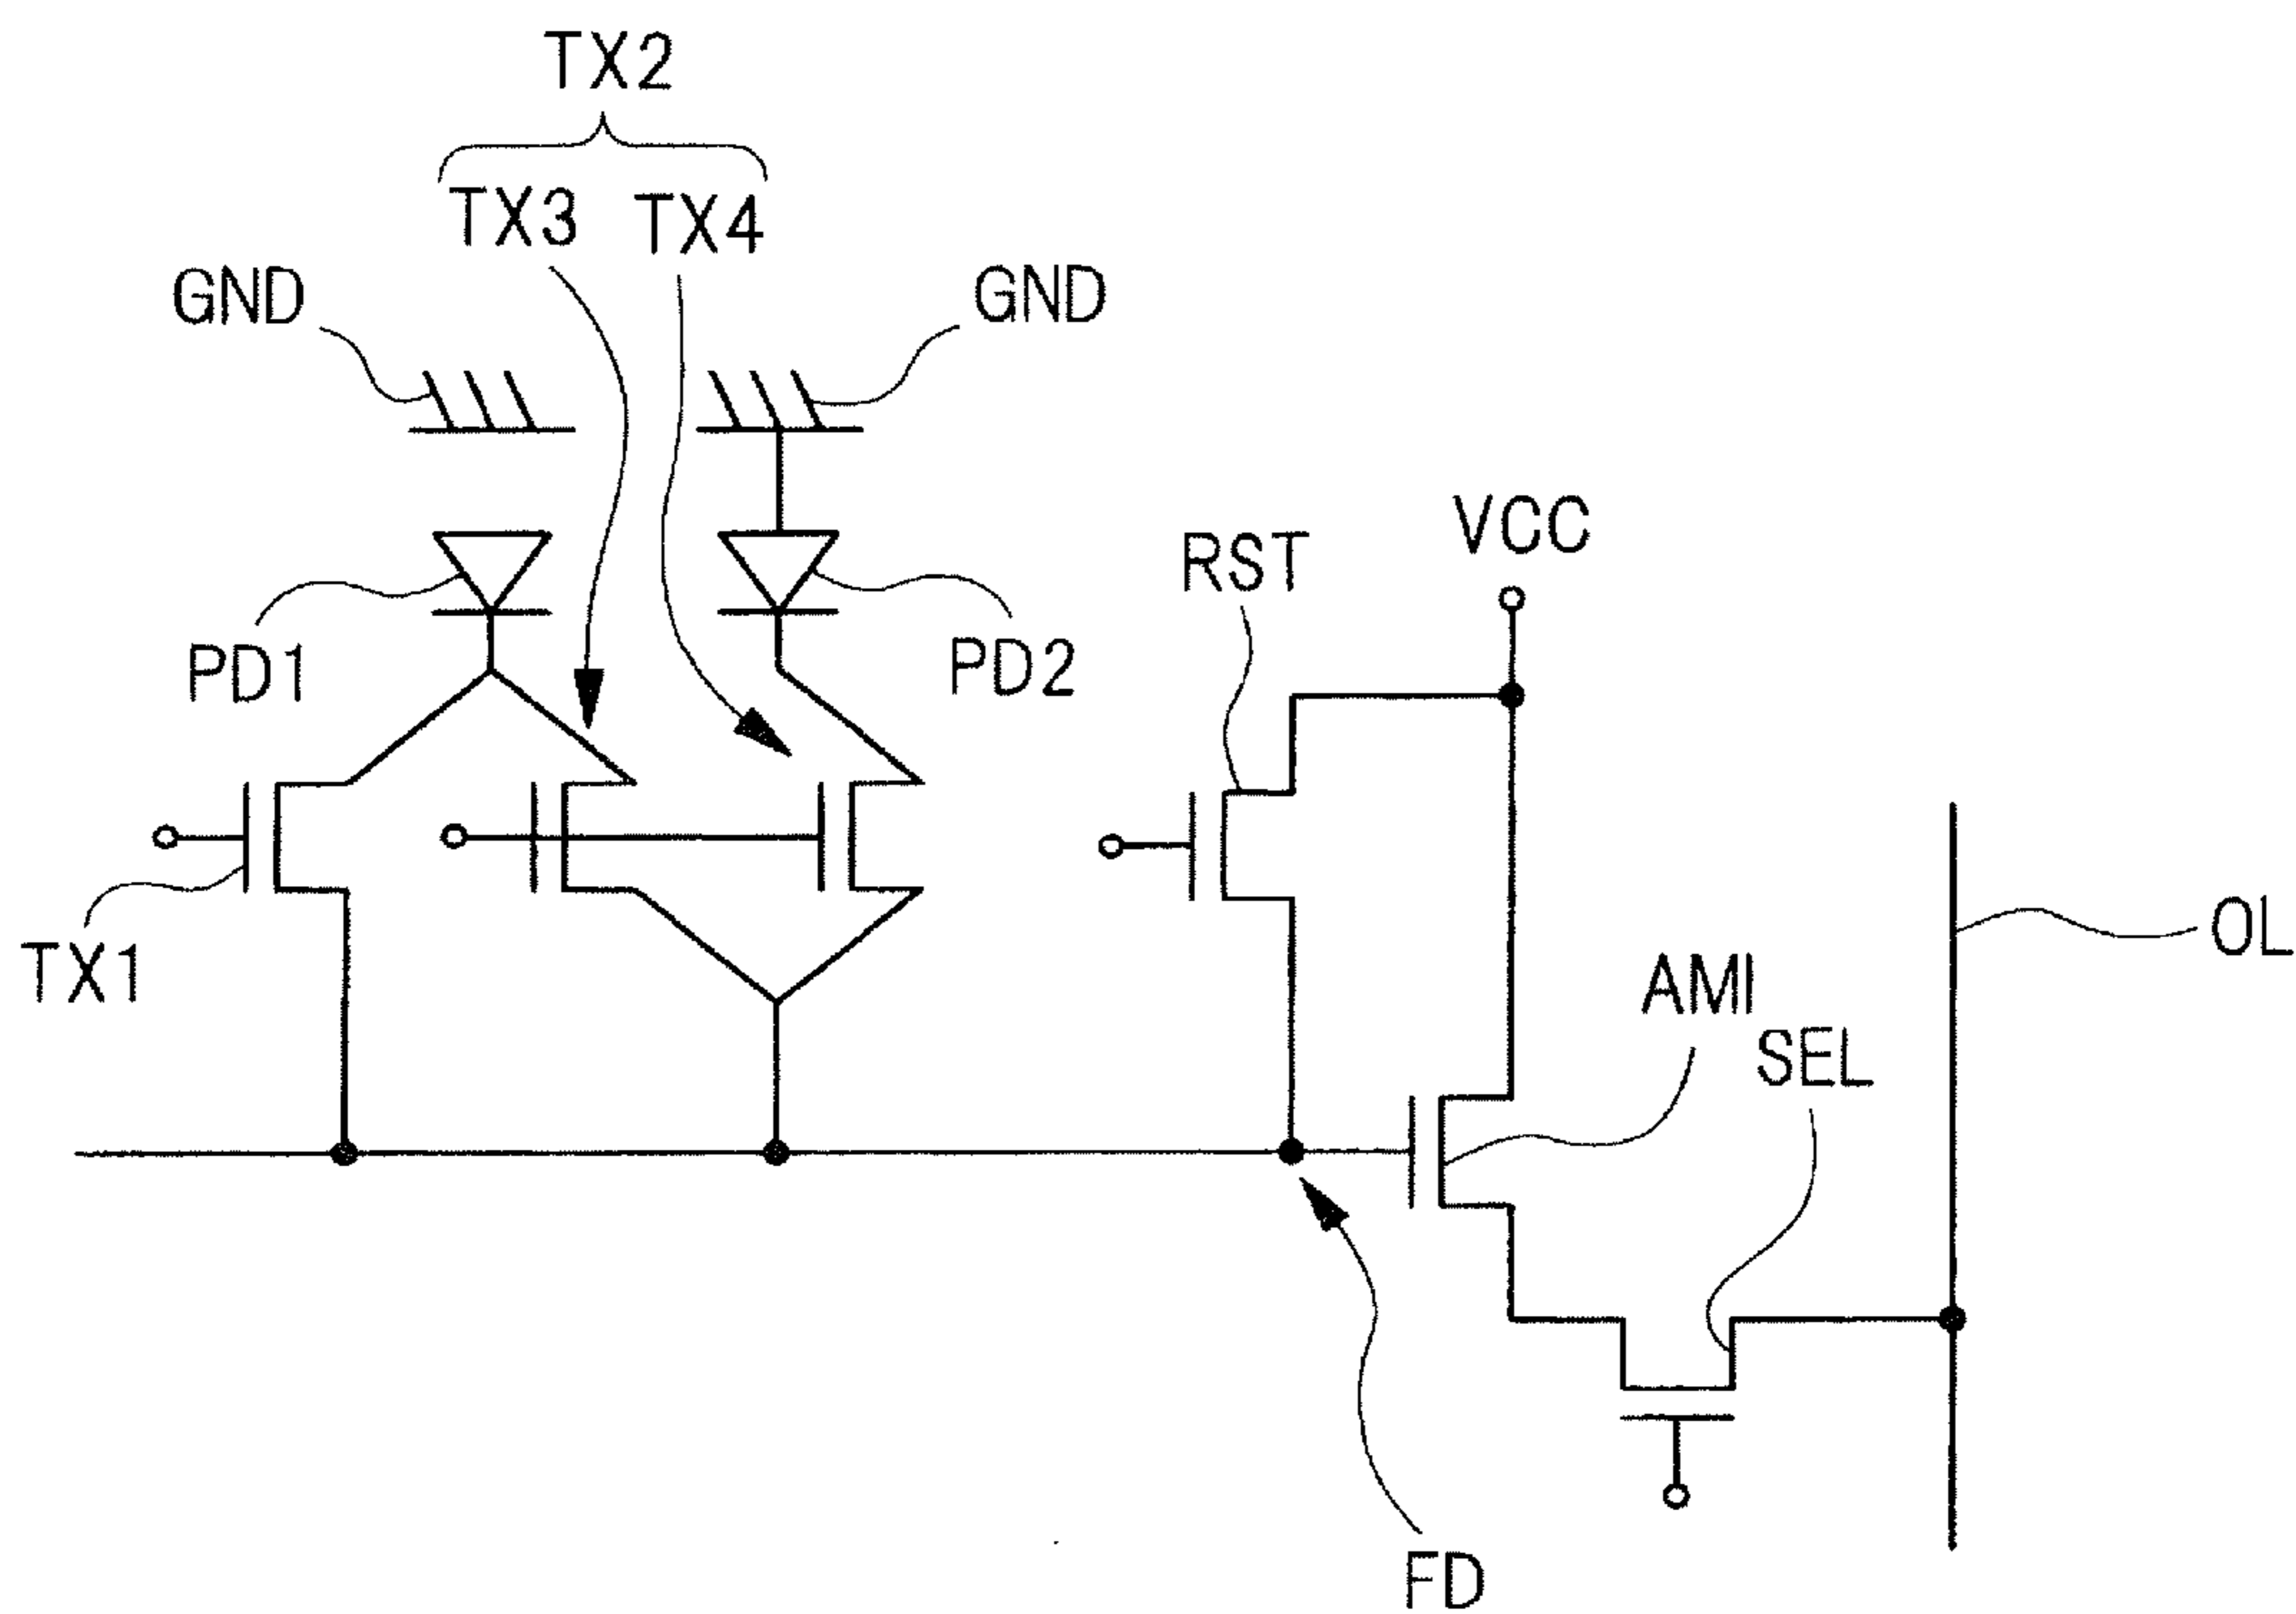 TX2
TX3 TX4
GND GND
VCC
RST
PD1 PD2
OL
TX1
AMI
SEL
FD